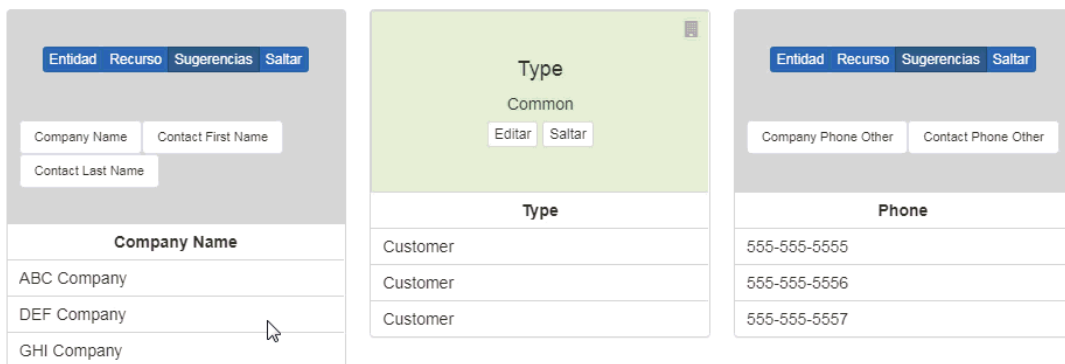 Entidad Recurso Sugerencias Saltar
Company Name Contact First Name
Contact Last Name
Company Name
ABC Company
DEF Company
GHI Company
Type
Common
Editar Saltar
Type
Customer
Customer
Customer
Entidad Recurso Sugerencias Saltar
Company Phone Other Contact Phone Other
Phone
555-555-5555
555-555-5556
555-555-5557